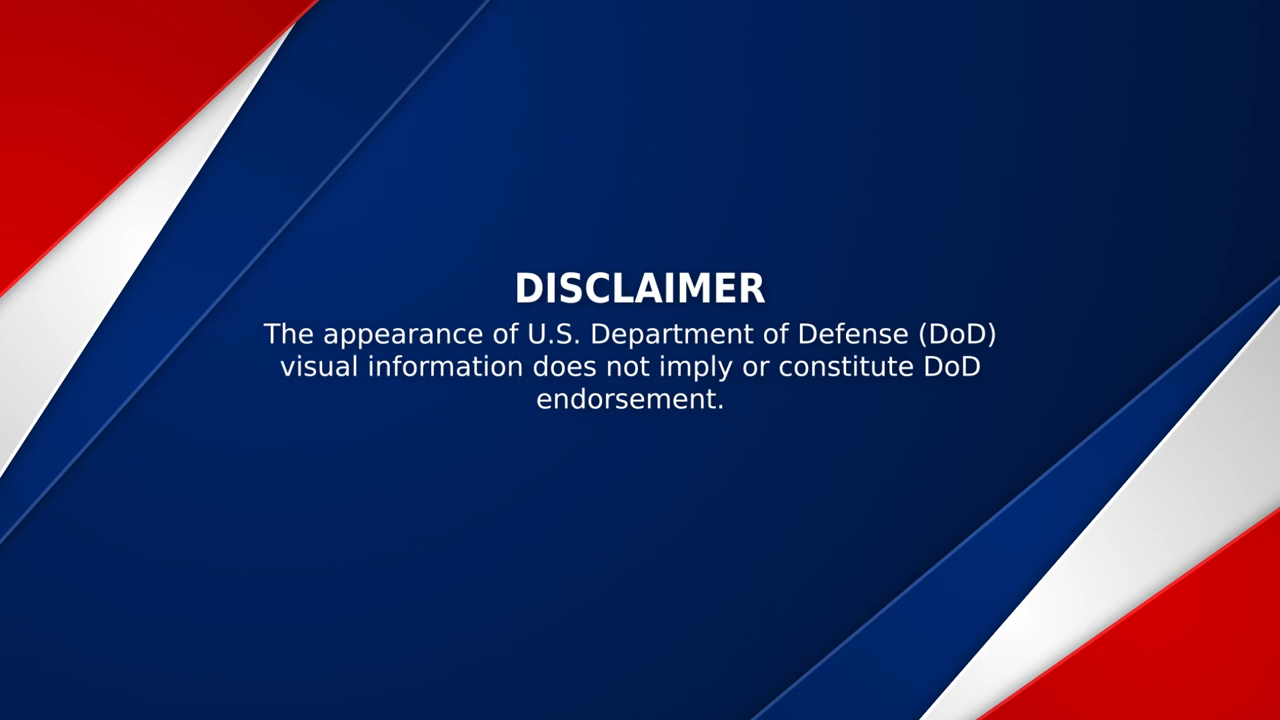 DISCLAIMER
The appearance of U.S. Department of Defense (DoD)
visual information does not imply or constitute DoD
endorsement.